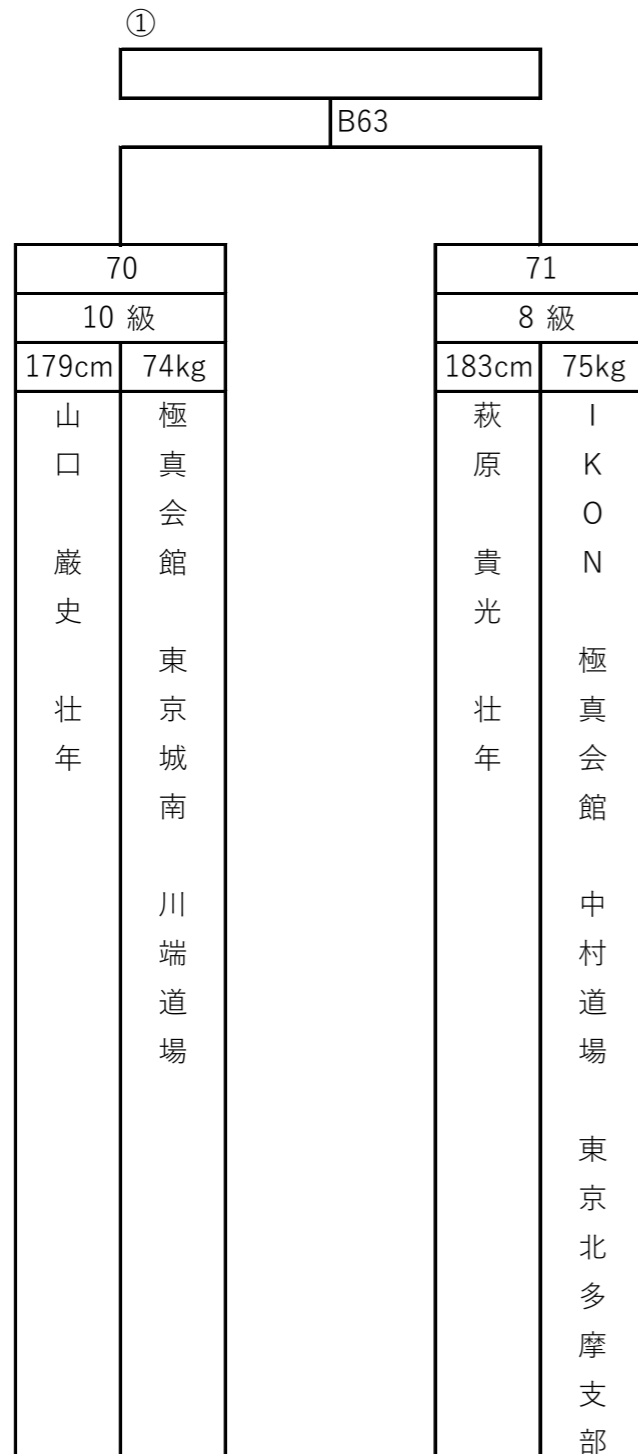 ①
B63
70
10 級
179cm 74kg
山口 巌史 壮年
極真会館 東京城南 川端道場
71
8 級
183cm 75kg
萩原 貴光 壮年
IKON 極真会館 中村道場 東京北多摩支部